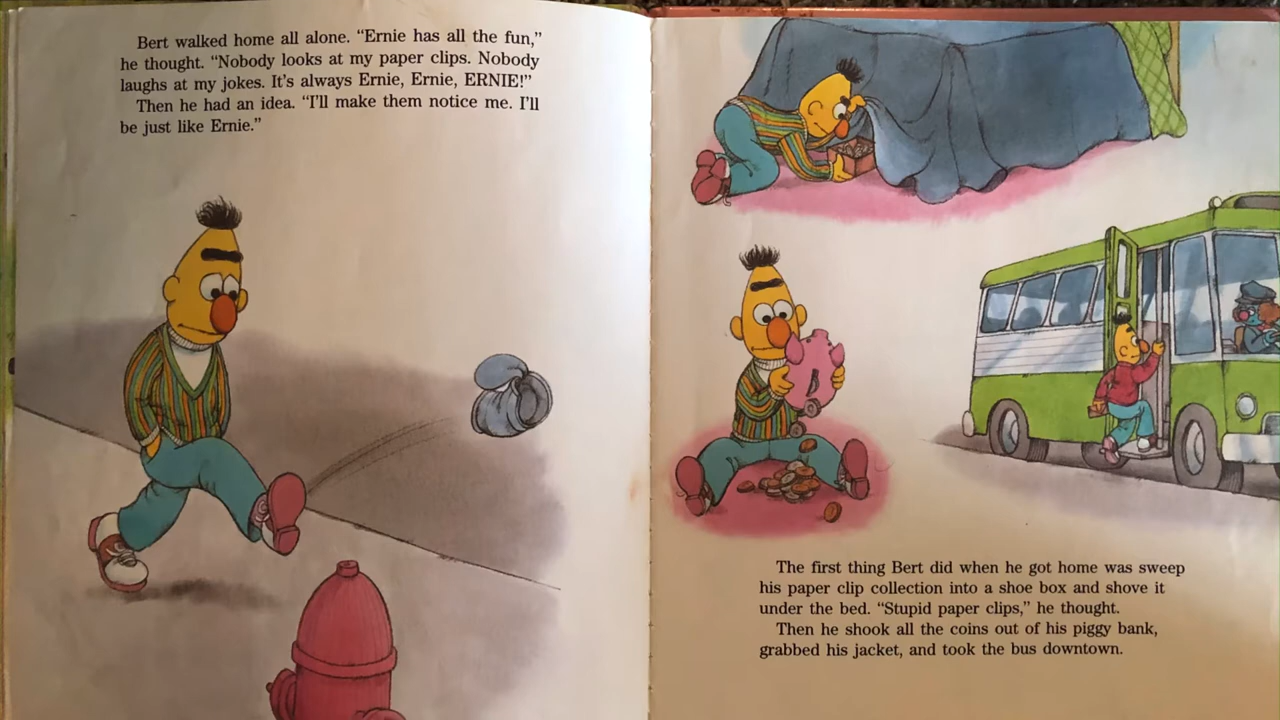 Bert walked home all alone. “Ernie has all the fun,”
he thought. “Nobody looks at my paper clips. Nobody
laughs at my jokes. It’s always Ernie, Ernie, ERNIE!”
Then he had an idea. “I’ll make them notice me. I’ll
be just like Ernie.”
The first thing Bert did when he got home was sweep
his paper clip collection into a shoe box and shove it
under the bed. “Stupid paper clips,” he thought.
Then he shook all the coins out of his piggy bank,
grabbed his jacket, and took the bus downtown.